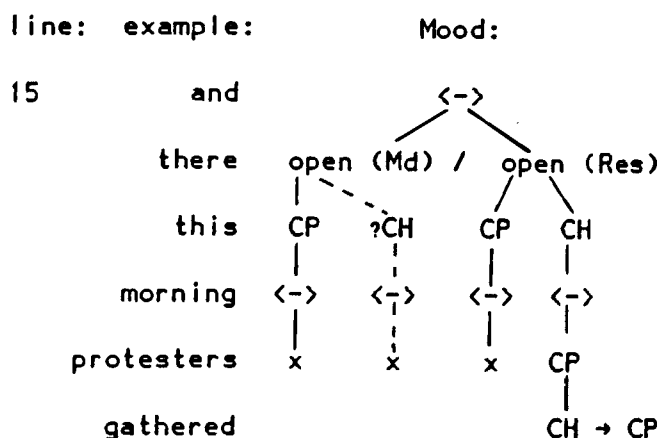 line: example: Mood:
15 and <->
there open (Md) / open (Res)
this CP ?CH CP CH
morning <-> <-> <-> <->
protesters x x x CP
gathered CH → CP